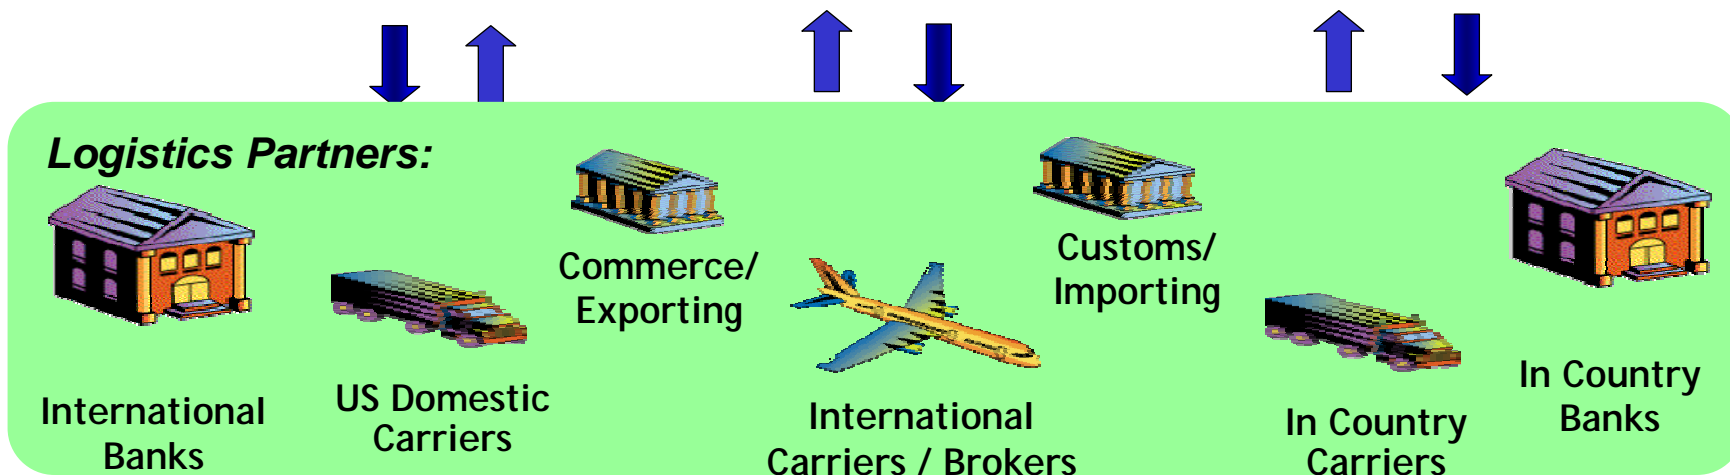 Logistics Partners:
International
Banks
US Domestic
Carriers
Commerce/
Exporting
International
Carriers / Brokers
Customs/
Importing
In Country
Carriers
In Country
Banks